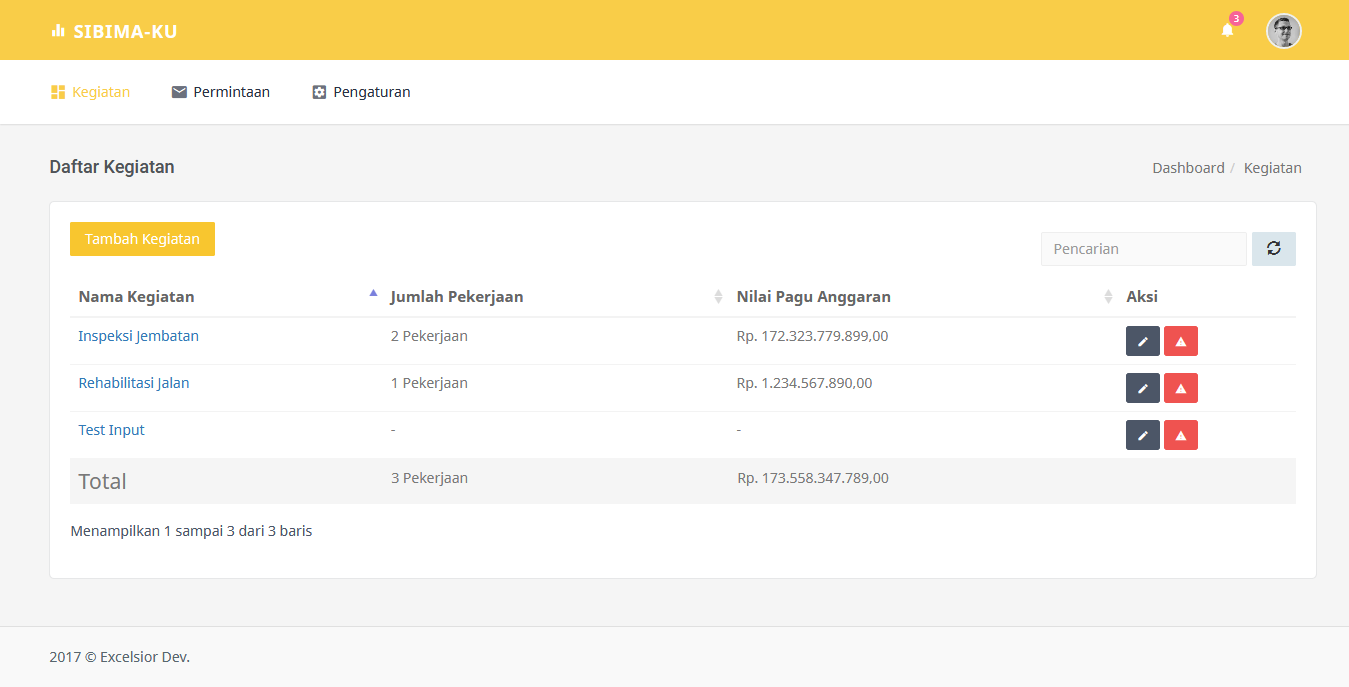 SIBIMA-KU 3
Kegiatan Permintaan Pengaturan
Daftar Kegiatan Dashboard / Kegiatan
Tambah Kegiatan Pencarian
Nama Kegiatan Jumlah Pekerjaan Nilai Pagu Anggaran Aksi
Inspeksi Jembatan 2 Pekerjaan Rp. 172.323.779.899,00
Rehabilitasi Jalan 1 Pekerjaan Rp. 1.234.567.890,00
Test Input - -
Total 3 Pekerjaan Rp. 173.558.347.789,00
Menampilkan 1 sampai 3 dari 3 baris
2017 © Excelsior Dev.